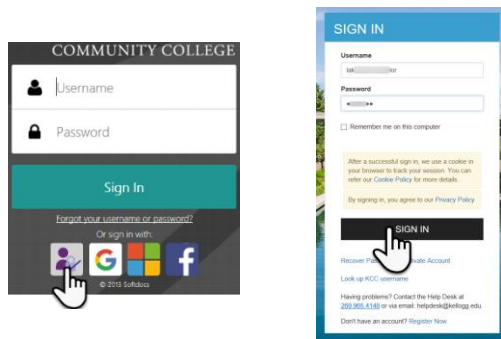 COMMUNITY COLLEGE
Username
Password
Sign In
Forgot your username or password?
Or sign in with:
© 2013 Softdocs
SIGN IN
Username
Password
Remember me on this computer
After a successful sign in, we use a cookie in
your browser to track your session. You can
refer our Cookie Policy for more details.
By signing in, you agree to our Privacy Policy
SIGN IN
Recover
Account
Look up KCC username
Having problems? Contact the Help Desk at
269.965.4148 or via email: helpdesk@kellogg.edu
Don't have an account? Register Now